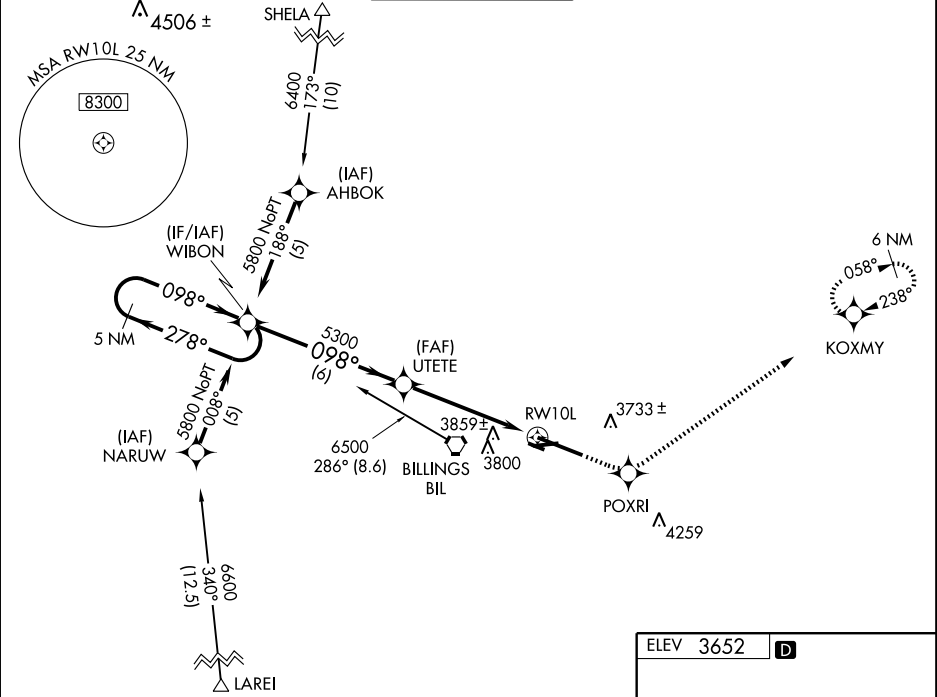 4506 ±
SHELA
MSA RW10L 25 NM
8300
6400
173°
(10)
(IAF)
AHBOK
5800 NoPT
188°
(5)
(IF/IAF)
WIBON
6 NM
058°
238°
KOXMY
098°
278°
5 NM
5300
098°
(6)
(FAF)
UTETE
5800 NoPT
008°
(5)
(IAF)
NARUW
6500
286° (8.6)
BILLINGS
BIL
3859±
3800
RW10L
3733 ±
POXRI
4259
6600
340°
(12.5)
LAREI
ELEV 3652 D